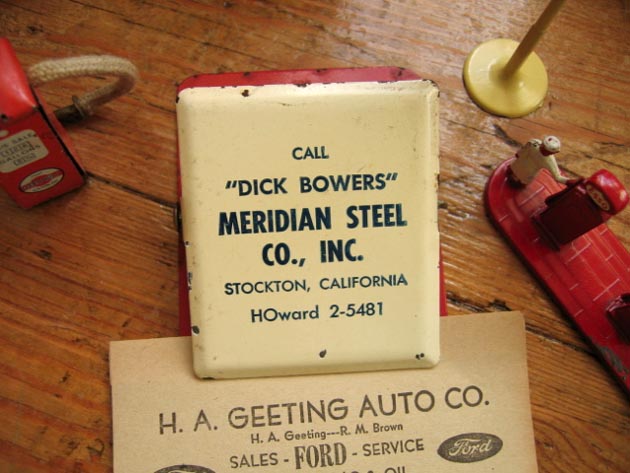 CALL
"DICK BOWERS"
MERIDIAN STEEL
CO., INC.
STOCKTON, CALIFORNIA
HOward 2-5481
H. A. GEETING AUTO CO.
H. A. Geeting---R. M. Brown
SALES - FORD - SERVICE
Ford
OIL